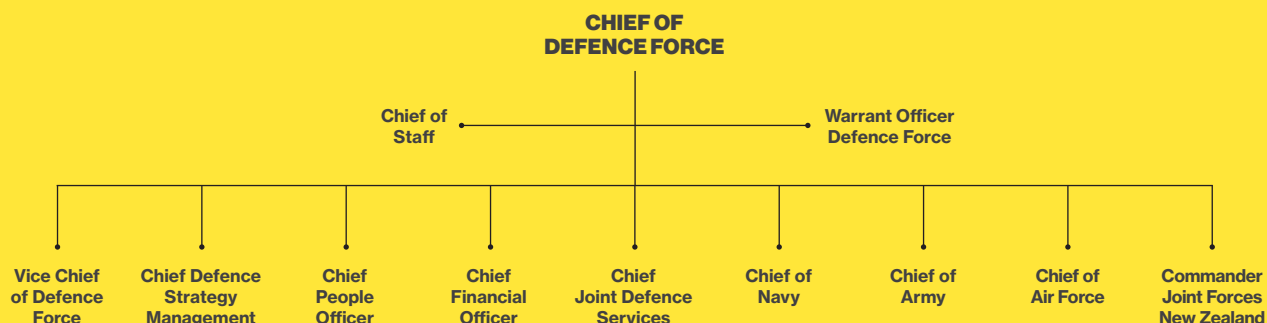 CHIEF OF
DEFENCE FORCE
Chief of
Staff
Warrant Officer
Defence Force
Vice Chief
of Defence
Force
Chief Defence
Strategy
Management
Chief
People
Officer
Chief
Financial
Officer
Chief
Joint Defence
Services
Chief of
Navy
Chief of
Army
Chief of
Air Force
Commander
Joint Forces
New Zealand